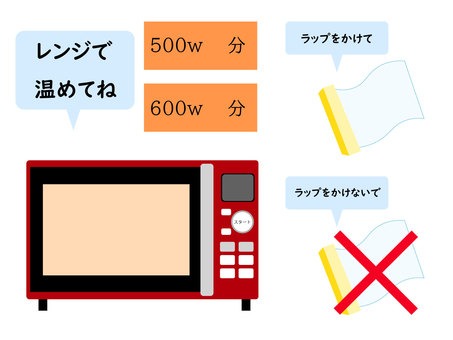 レンジで
温めてね
500w　分
600w　分
ラップをかけて
ラップをかけないで
スタート